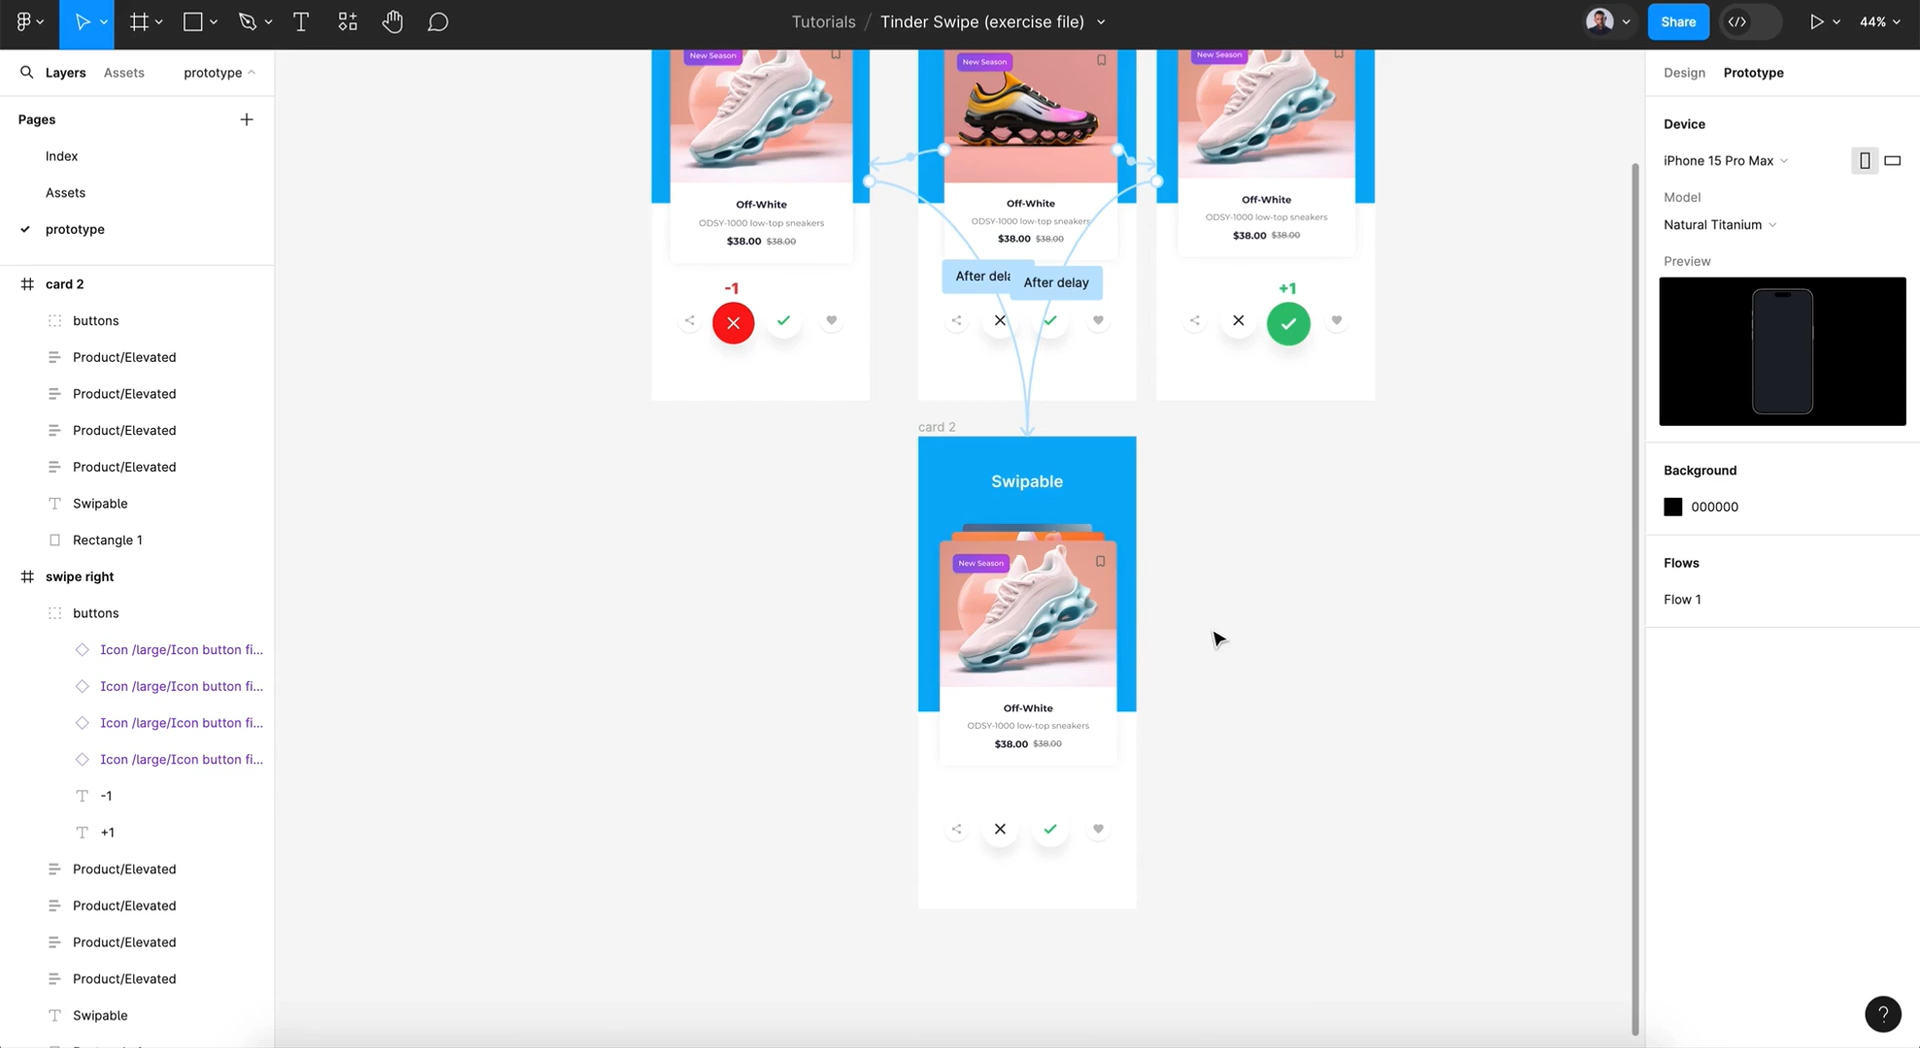 Tutorials / Tinder Swipe (exercise file)
Share
44%
Layers
Assets
prototype
Pages
Index
Assets
prototype
card 2
buttons
Product/Elevated
Product/Elevated
Product/Elevated
Product/Elevated
Swipable
Rectangle 1
swipe right
buttons
Icon /large/Icon button fi...
Icon /large/Icon button fi...
Icon /large/Icon button fi...
Icon /large/Icon button fi...
-1
+1
Product/Elevated
Product/Elevated
Product/Elevated
Product/Elevated
Swipable
New Season
Off-White
ODSY-1000 low-top sneakers
$38.00 $38.00
-1
New Season
Off-White
ODSY-1000 low-top sneakers
$38.00 $38.00
After dela
After delay
New Season
Off-White
ODSY-1000 low-top sneakers
$38.00 $38.00
+1
card 2
Swipable
New Season
Off-White
ODSY-1000 low-top sneakers
$38.00 $38.00
Design
Prototype
Device
iPhone 15 Pro Max
Model
Natural Titanium
Preview
Background
000000
Flows
Flow 1
?